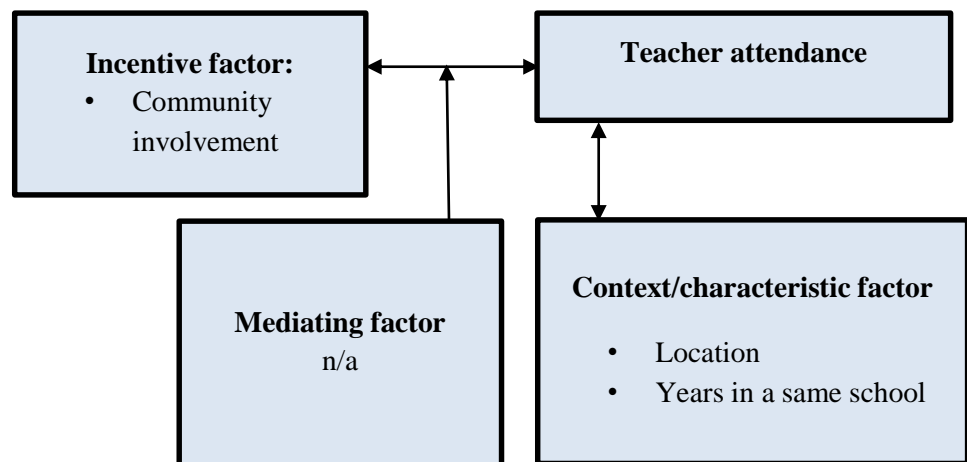 Incentive factor:
• Community
involvement
Teacher attendance
Mediating factor
n/a
Context/characteristic factor
• Location
• Years in a same school